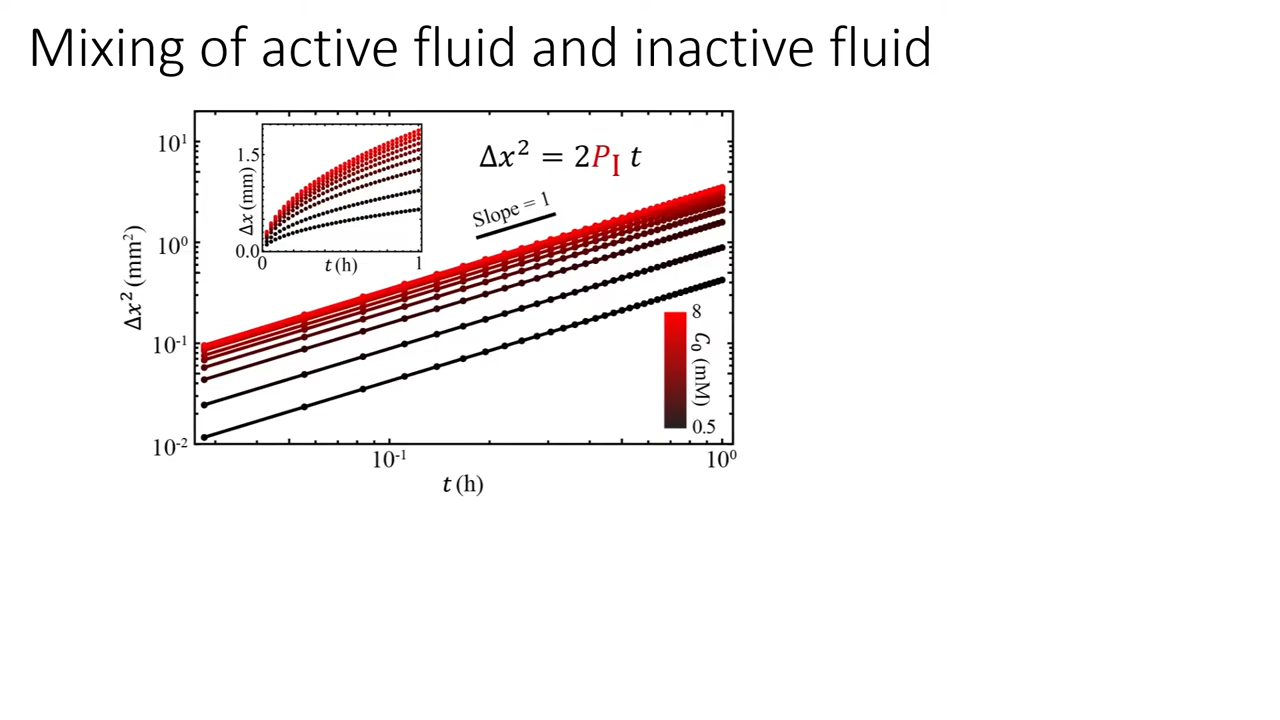 Mixing of active fluid and inactive fluid
10¹
10⁰
10⁻¹
10⁻²
Δx² (mm²)
1.5
0.0
Δx (mm)
0
1
t (h)
Δx² = 2P_I t
Slope = 1
8
0.5
C₀ (mM)
10⁻¹
10⁰
t (h)